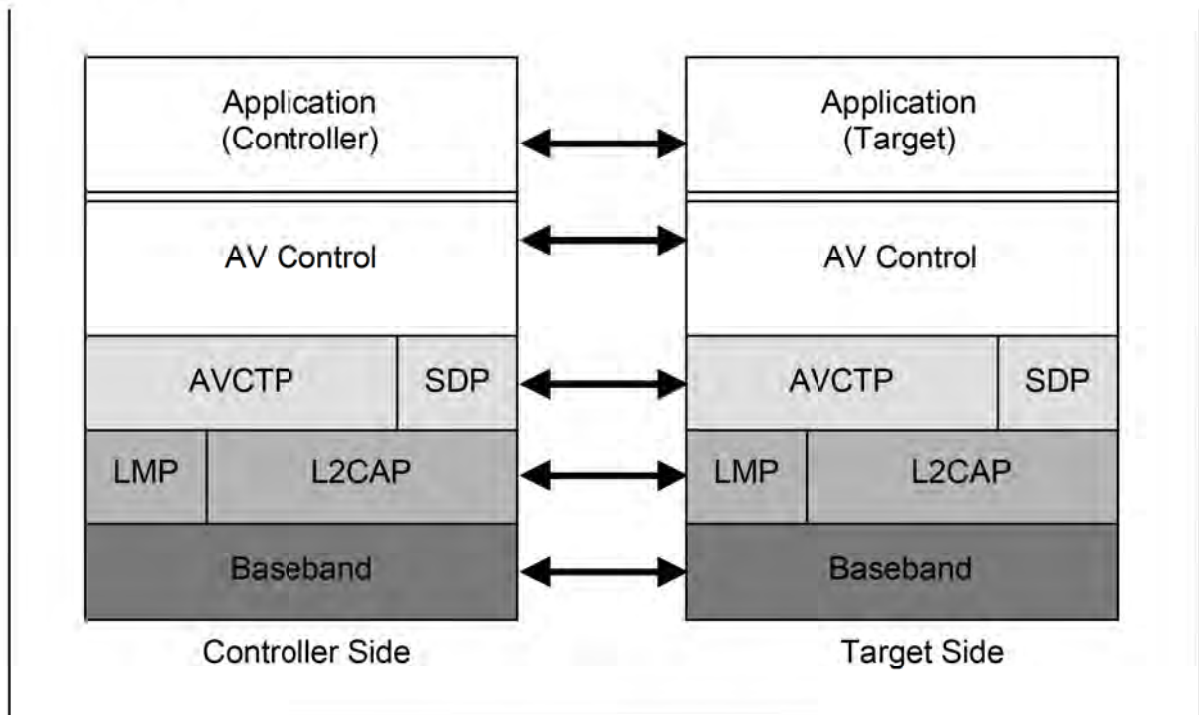 Application
(Controller)
AV Control
AVCTP
SDP
LMP
L2CAP
Baseband
Controller Side
Application
(Target)
AV Control
AVCTP
SDP
LMP
L2CAP
Baseband
Target Side